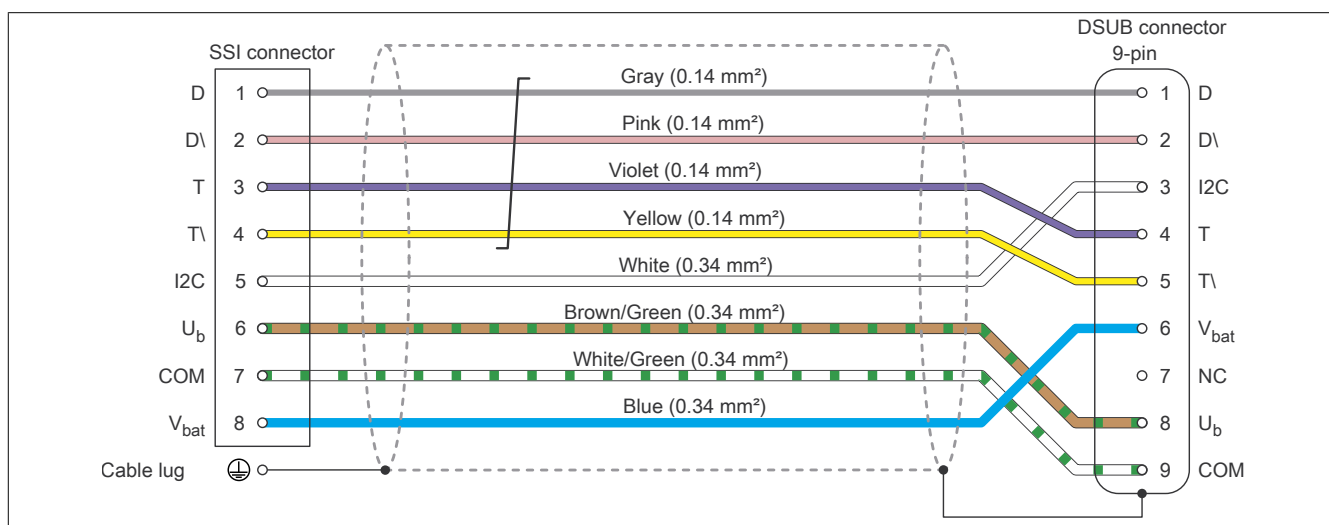 DSUB connector
9-pin
SSI connector
D 1 Gray (0.14 mm²) 1 D
D\ 2 Pink (0.14 mm²) 2 D\
T 3 Violet (0.14 mm²) 3 I2C
T\ 4 Yellow (0.14 mm²) 4 T
I2C 5 White (0.34 mm²) 5 T\
Ub 6 Brown/Green (0.34 mm²) 6 Vbat
COM 7 White/Green (0.34 mm²) 7 NC
Vbat 8 Blue (0.34 mm²) 8 Ub
Cable lug 9 COM